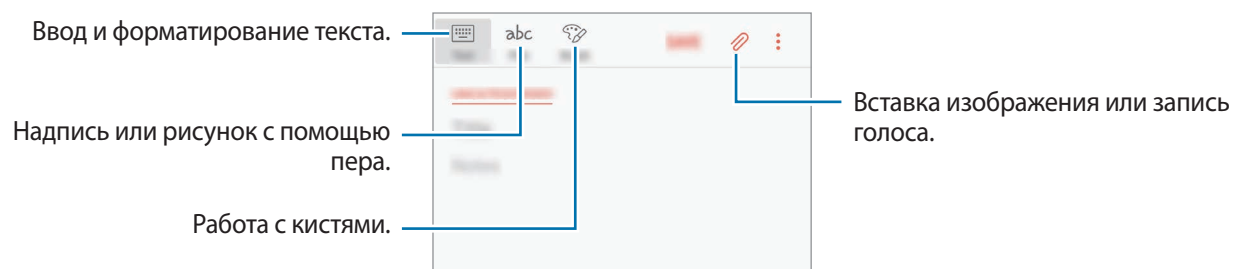 Ввод и форматирование текста.
abc
Надпись или рисунок с помощью
пера.
Работа с кистями.
Вставка изображения или запись
голоса.